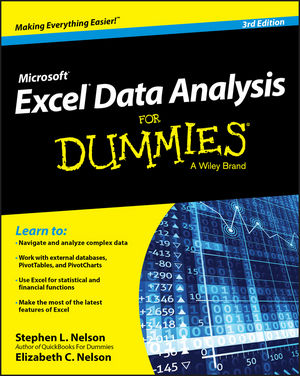 Making Everything Easier!™
3rd Edition
Microsoft®
Excel® Data Analysis
FOR
DUMMIES®
A Wiley Brand
Learn to:
• Navigate and analyze complex data
• Work with external databases,
PivotTables, and PivotCharts
• Use Excel for statistical and
financial functions
• Make the most of the latest
features of Excel
Stephen L. Nelson
Author of QuickBooks For Dummies
Elizabeth C. Nelson